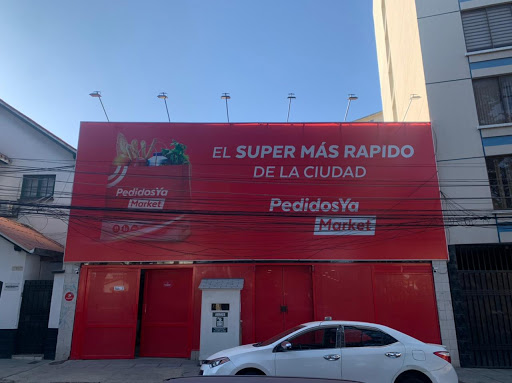 EL SUPER MÁS RAPIDO
DE LA CIUDAD
PedidosYa
Market
PedidosYa
Market